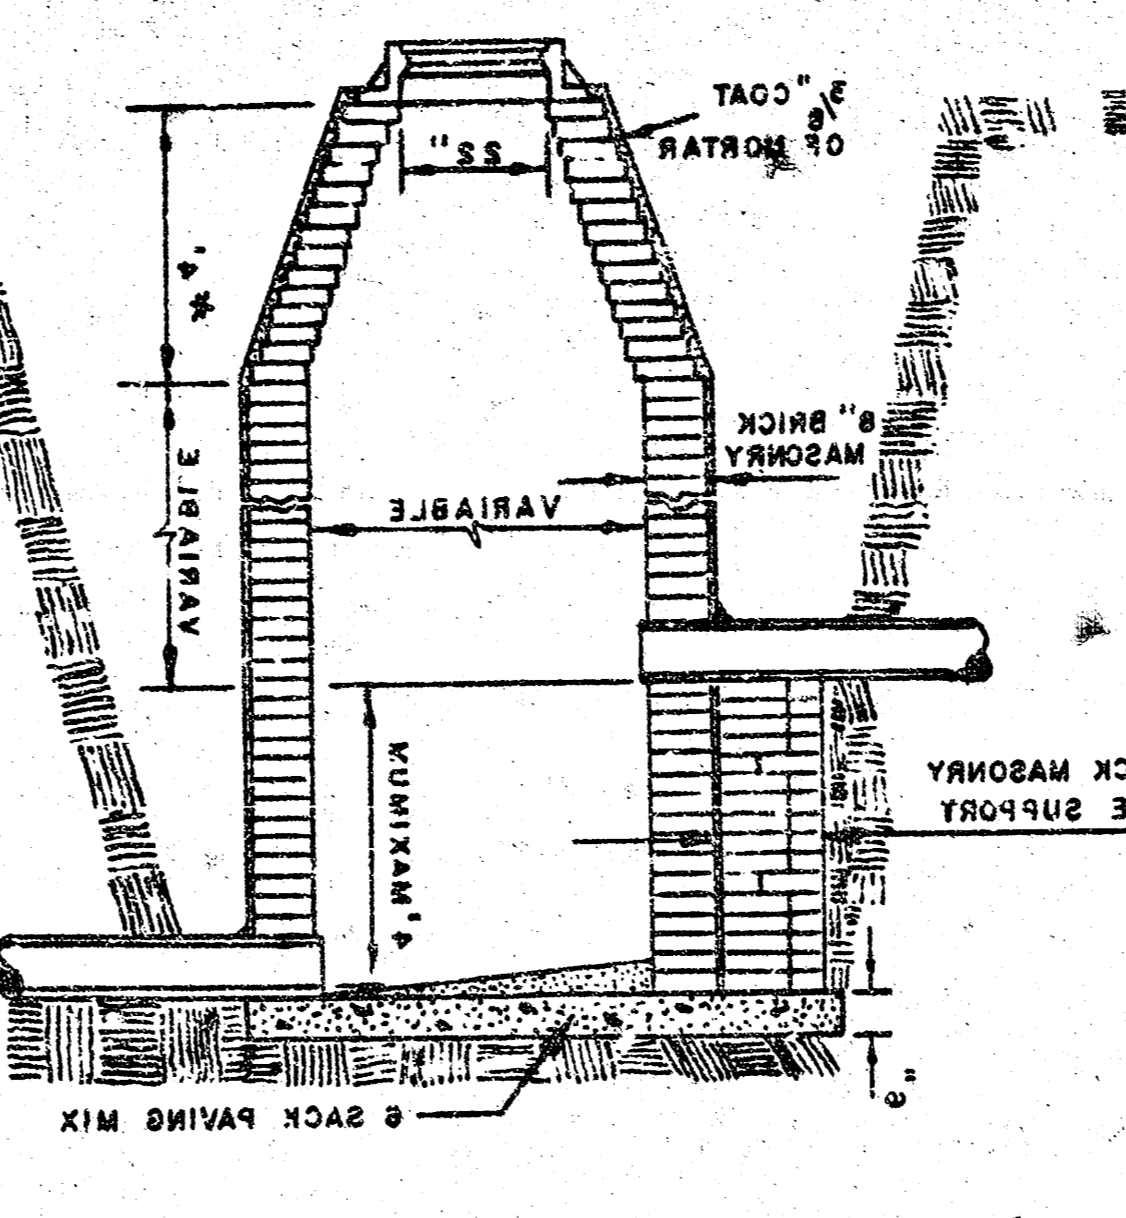 3/8" COAT
OF MORTAR
22"
* 4'
8" BRICK
MASONRY
VARIABLE
VARIABLE
4' MAXIMUM
CK MASONRY
E SUPPORT
6"
6 SACK PAVING MIX